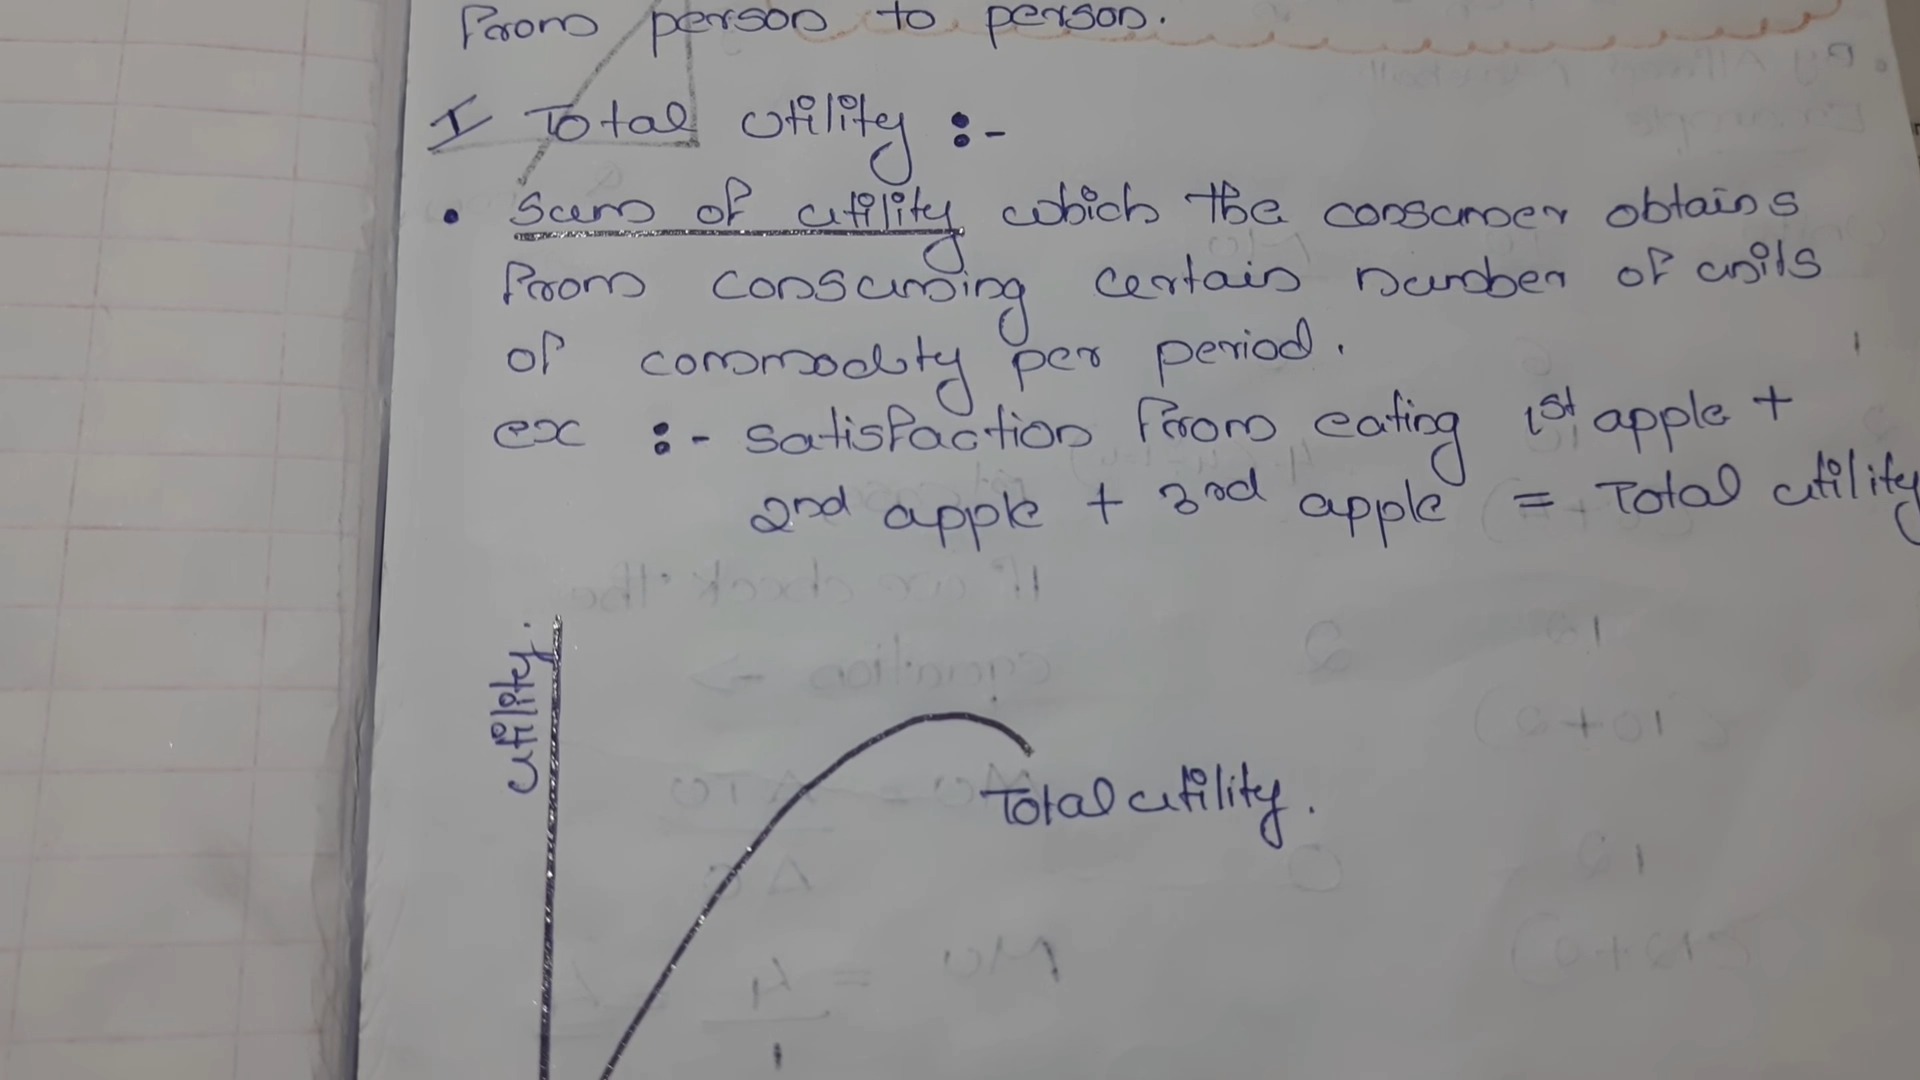 From person to person.
I Total utility :-
• Sum of utility which the consumer obtains
from consuming certain number of units
of commodity per period.
ex :- satisfaction from eating 1st apple +
2nd apple + 3rd apple = Total utility
utility.
Total utility.